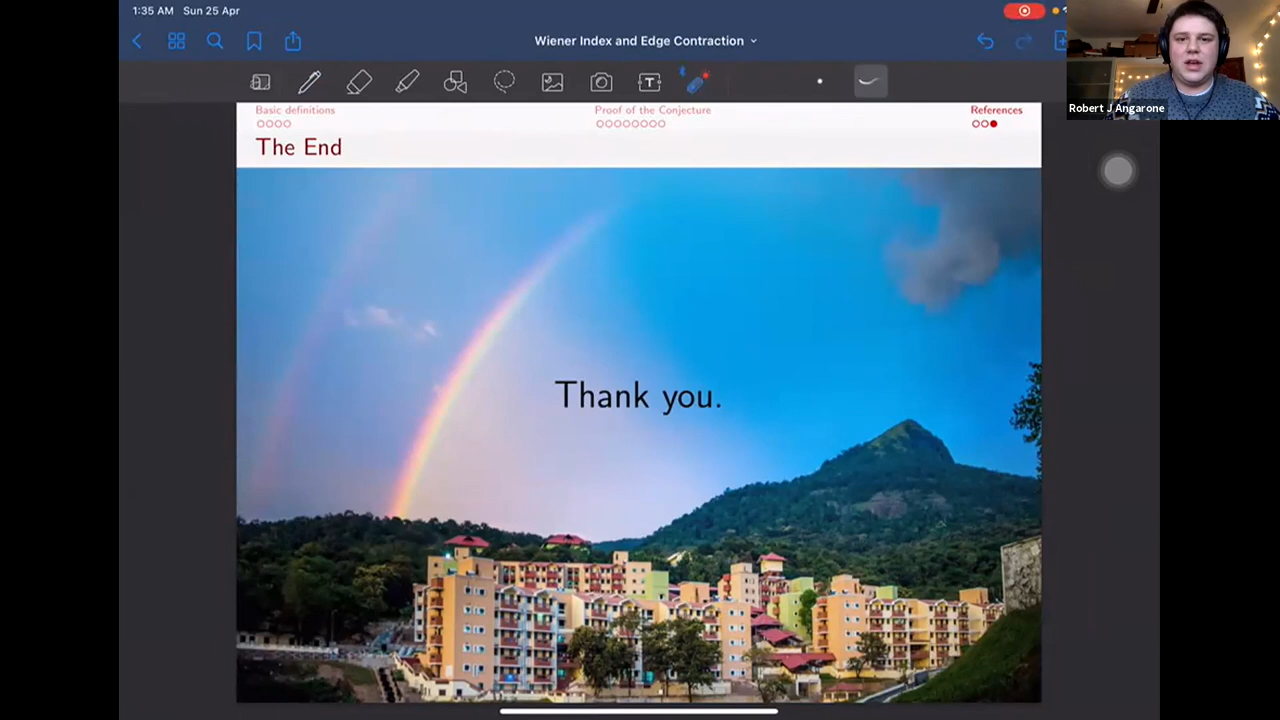 1:35 AM Sun 25 Apr
Wiener Index and Edge Contraction
T
Robert J Angarone
Basic definitions
Proof of the Conjecture
References
The End
Thank you.